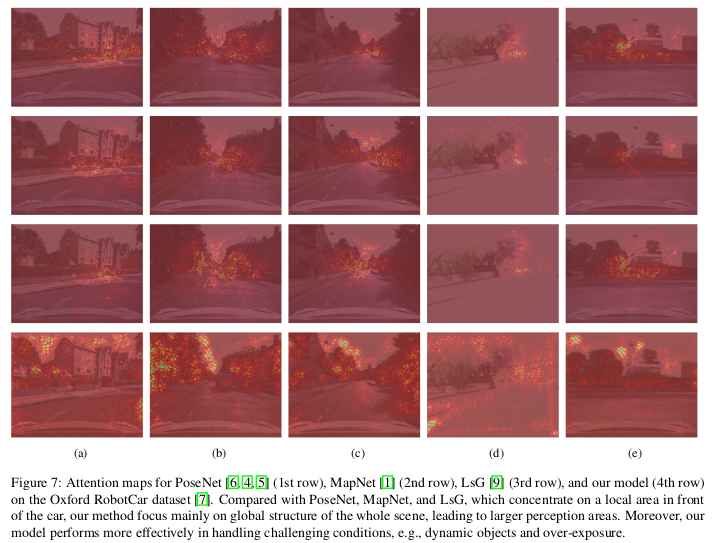 (a) (b) (c) (d) (e)
Figure 7: Attention maps for PoseNet [6, 4, 5] (1st row), MapNet [1] (2nd row), LsG [9] (3rd row), and our model (4th row)
on the Oxford RobotCar dataset [7]. Compared with PoseNet, MapNet, and LsG, which concentrate on a local area in front
of the car, our method focus mainly on global structure of the whole scene, leading to larger perception areas. Moreover, our
model performs more effectively in handling challenging conditions, e.g., dynamic objects and over-exposure.